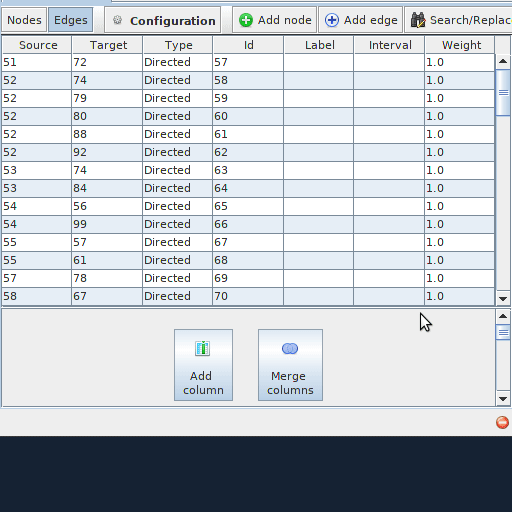 Nodes Edges Configuration Add node Add edge Search/Replac
Source Target Type Id Label Interval Weight
51 72 Directed 57 1.0
52 74 Directed 58 1.0
52 79 Directed 59 1.0
52 80 Directed 60 1.0
52 88 Directed 61 1.0
52 92 Directed 62 1.0
53 74 Directed 63 1.0
53 84 Directed 64 1.0
54 56 Directed 65 1.0
54 99 Directed 66 1.0
55 57 Directed 67 1.0
55 61 Directed 68 1.0
57 78 Directed 69 1.0
58 67 Directed 70 1.0
Add column
Merge columns